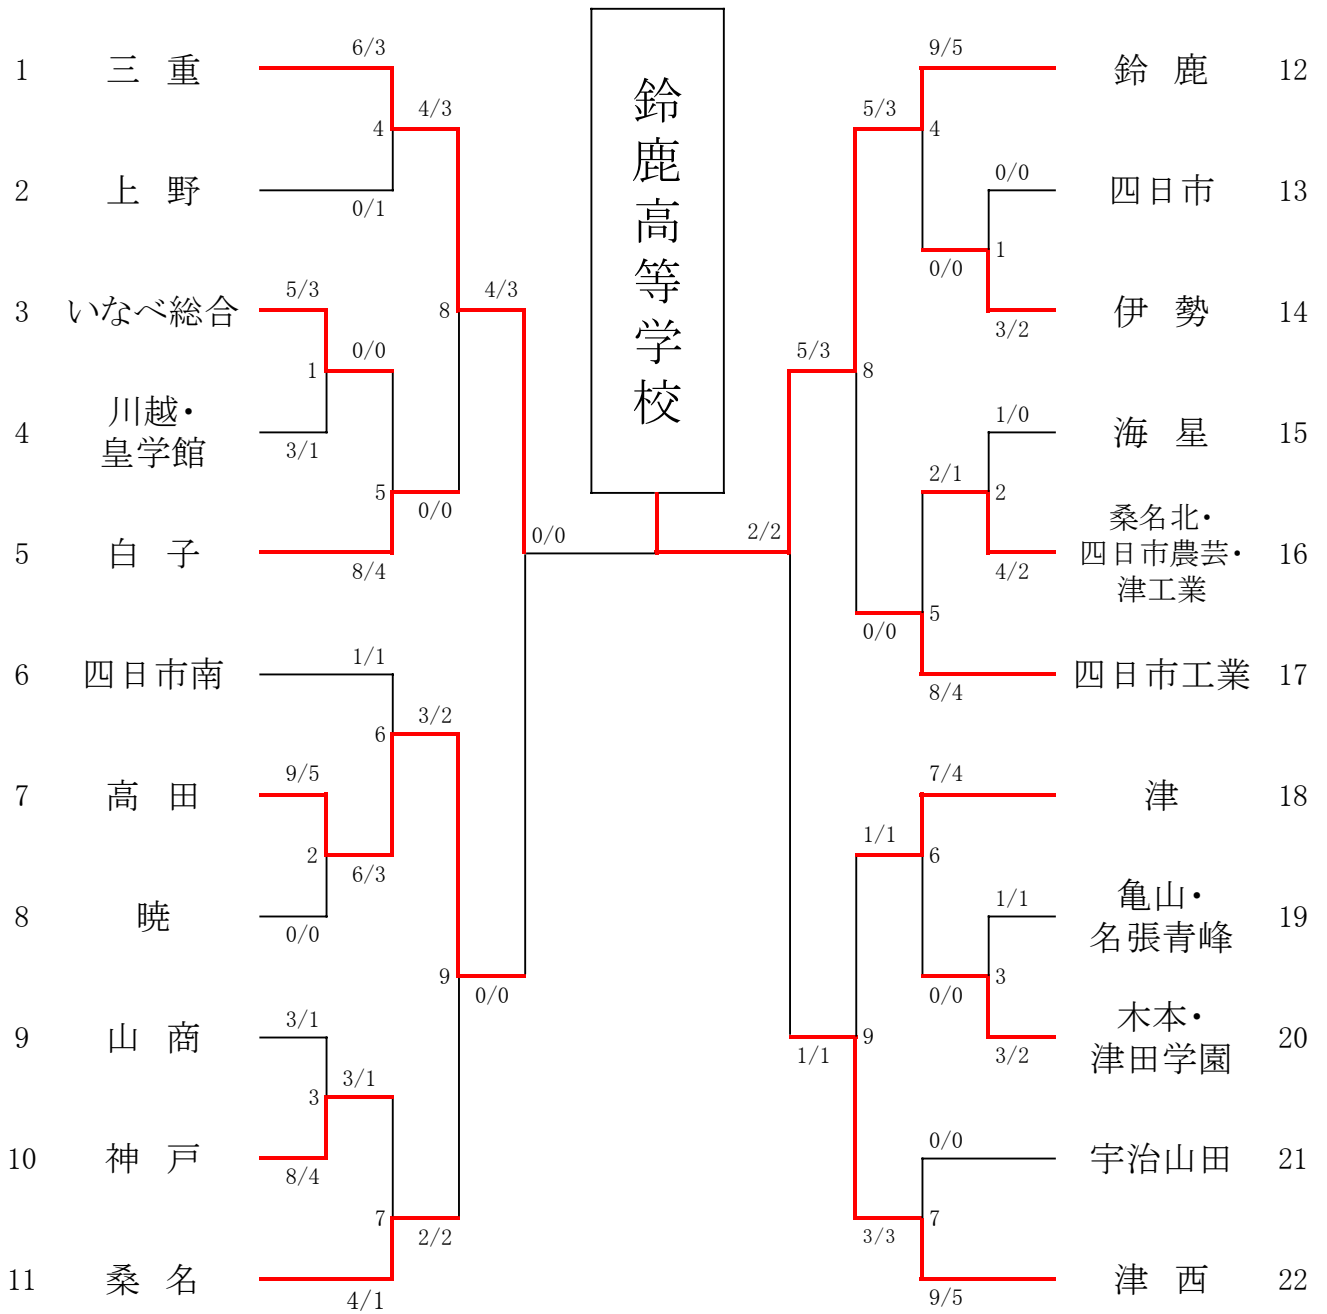 鈴鹿高等学校
6/3
1 三重
4/3
4
2 上野
0/1
5/3
3 いなべ総合
4/3
8
0/0
1
川越・
4 皇学館
3/1
5
0/0
5 白子
8/4
0/0
6 四日市南
1/1
3/2
6
9/5
7 高田
2
6/3
8 暁
0/0
9
0/0
3/1
9 山商
3/1
3
10 神戸
8/4
7
2/2
11 桑名
4/1
9/5
鈴鹿 12
5/3
4
0/0
四日市 13
1
0/0
伊勢 14
3/2
5/3
8
1/0
海星 15
2/1
2
桑名北・
四日市農芸・ 16
津工業
4/2
2/2
5
0/0
四日市工業 17
8/4
7/4
津 18
1/1
6
1/1
亀山・
名張青峰 19
3
0/0
木本・
津田学園 20
3/2
9
1/1
0/0
宇治山田 21
7
3/3
津西 22
9/5